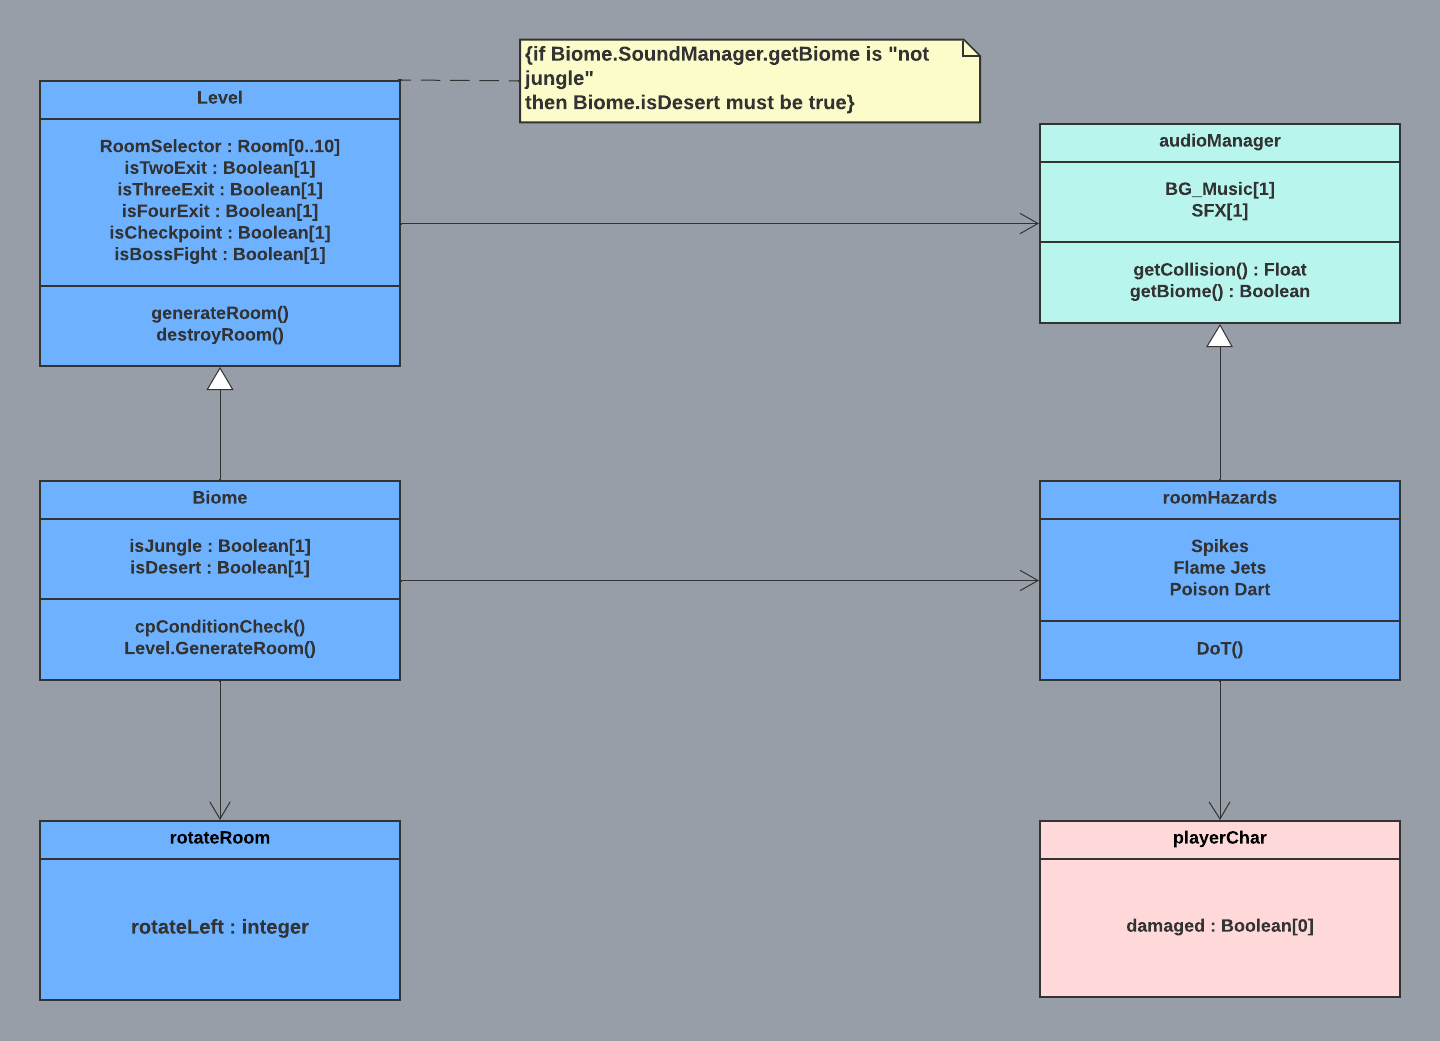 {if Biome.SoundManager.getBiome is "not
jungle"
then Biome.isDesert must be true}
Level
RoomSelector : Room[0..10]
isTwoExit : Boolean[1]
isThreeExit : Boolean[1]
isFourExit : Boolean[1]
isCheckpoint : Boolean[1]
isBossFight : Boolean[1]
generateRoom()
destroyRoom()
audioManager
BG_Music[1]
SFX[1]
getCollision() : Float
getBiome() : Boolean
Biome
isJungle : Boolean[1]
isDesert : Boolean[1]
cpConditionCheck()
Level.GenerateRoom()
roomHazards
Spikes
Flame Jets
Poison Dart
DoT()
rotateRoom
rotateLeft : integer
playerChar
damaged : Boolean[0]